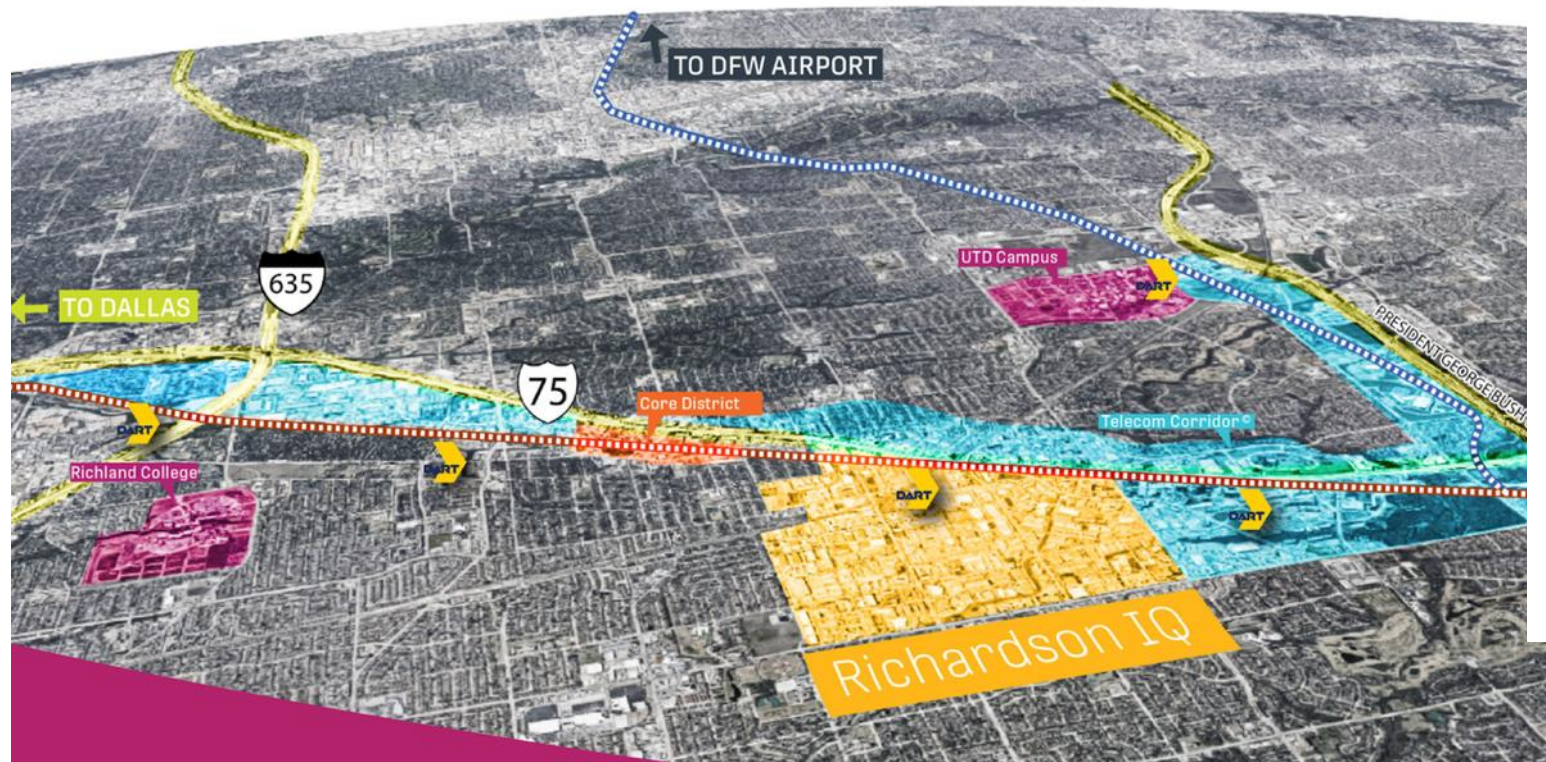 TO DFW AIRPORT
UTD Campus
DART
635
TO DALLAS
PRESIDENT GEORGE BUSH
75
Core District
Telecom Corridor ©
DART
Richland College
DART
DART
DART
Richardson IQ